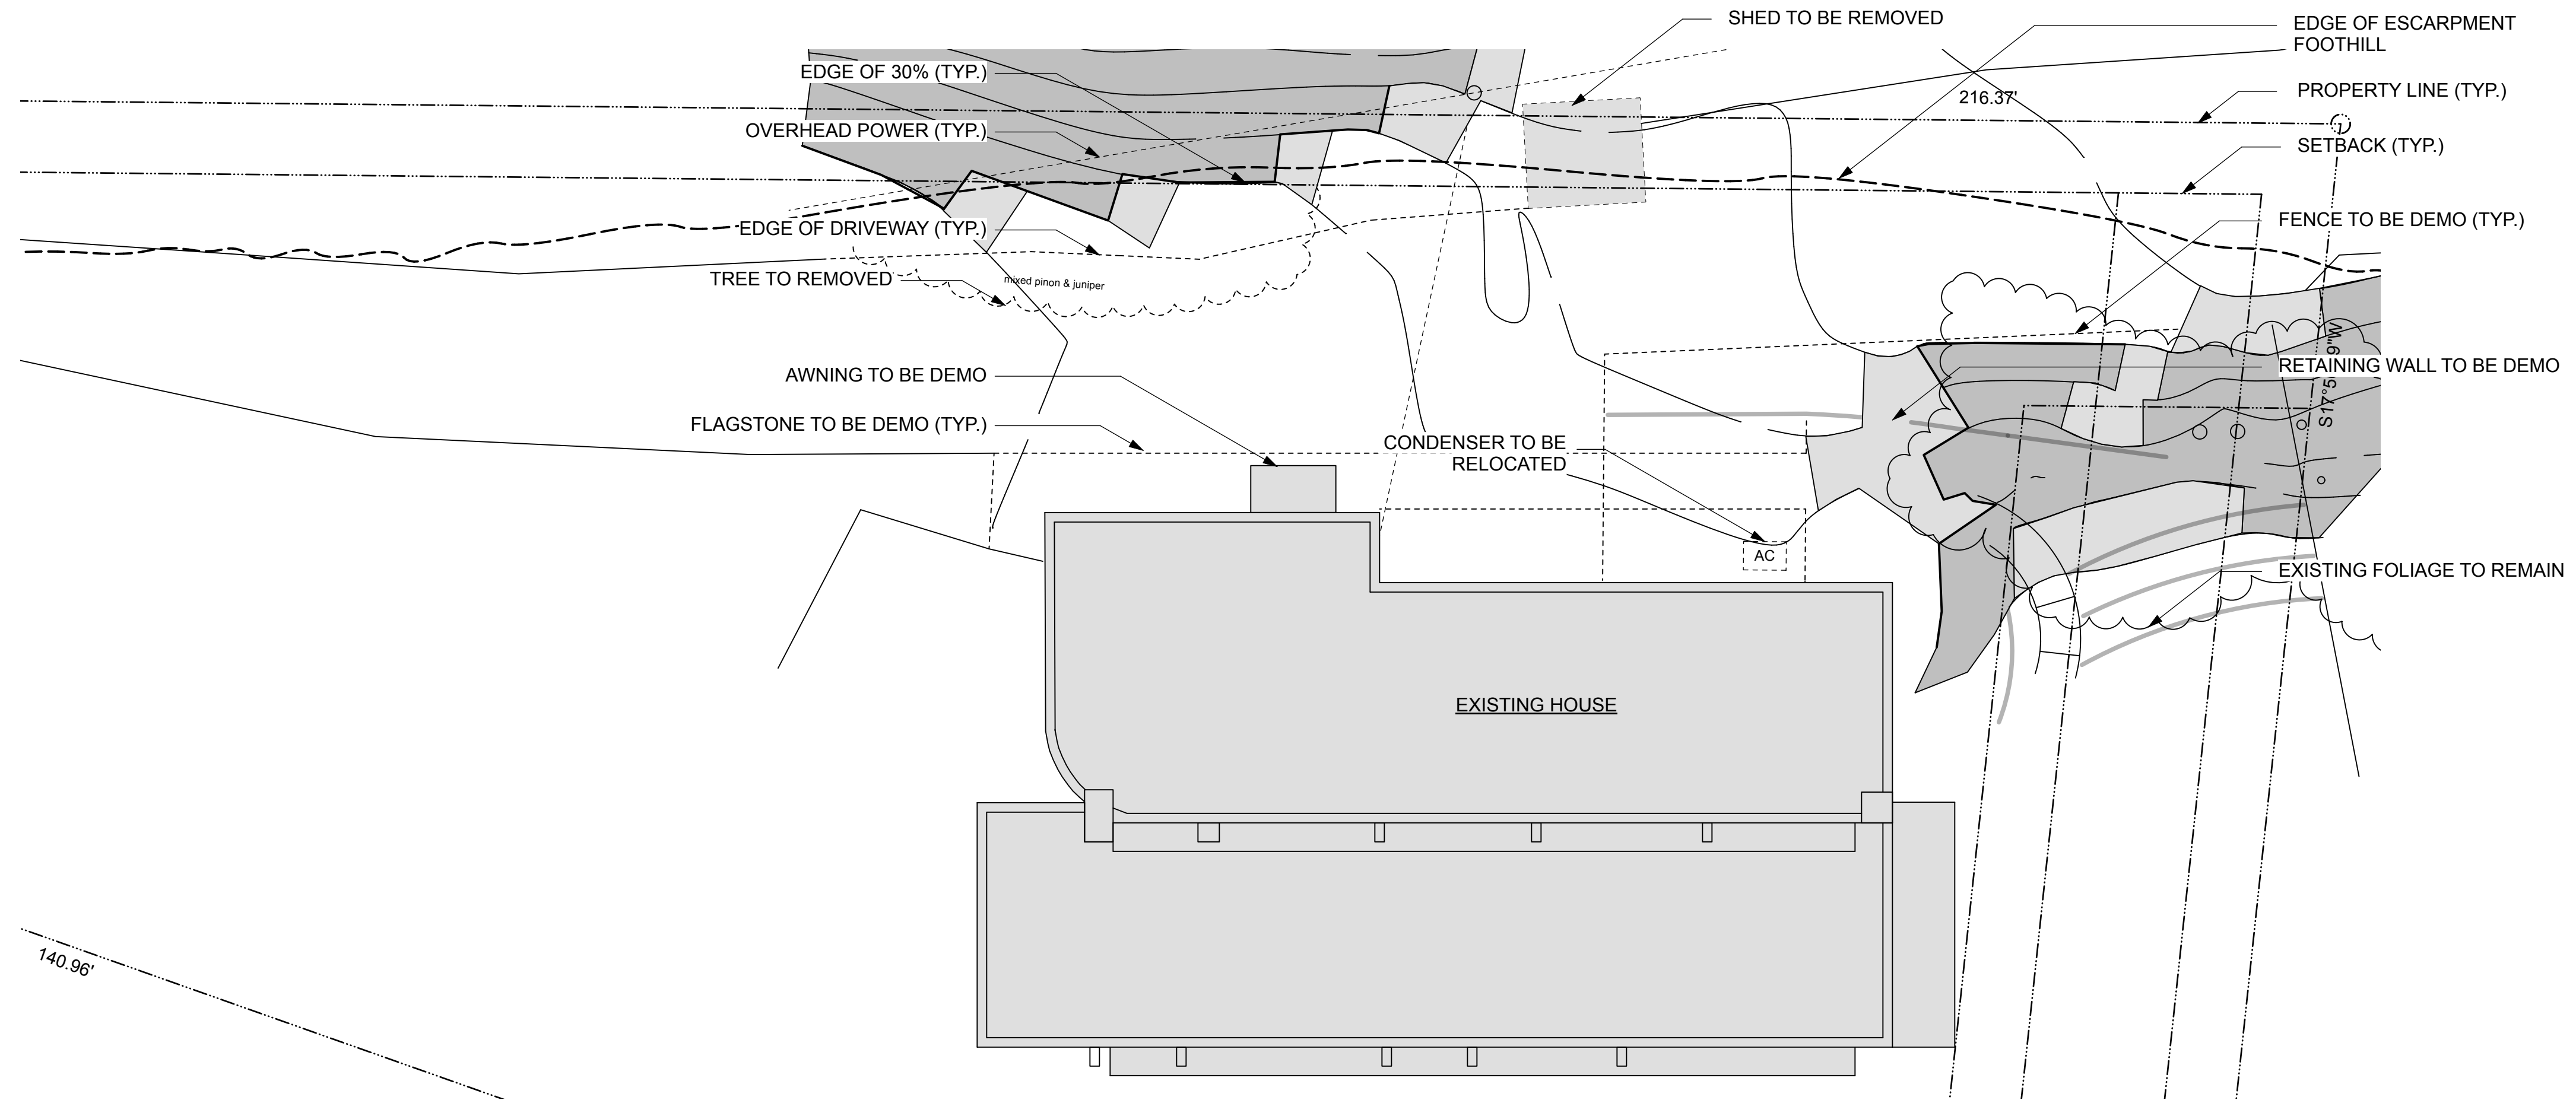 SHED TO BE REMOVED
EDGE OF ESCARPMENT
FOOTHILL
EDGE OF 30% (TYP.)
216.37'
PROPERTY LINE (TYP.)
OVERHEAD POWER (TYP.)
SETBACK (TYP.)
EDGE OF DRIVEWAY (TYP.)
FENCE TO BE DEMO (TYP.)
TREE TO REMOVED
mixed pinon & juniper
AWNING TO BE DEMO
RETAINING WALL TO BE DEMO
FLAGSTONE TO BE DEMO (TYP.)
CONDENSER TO BE
RELOCATED
AC
EXISTING FOLIAGE TO REMAIN
EXISTING HOUSE
140.96'